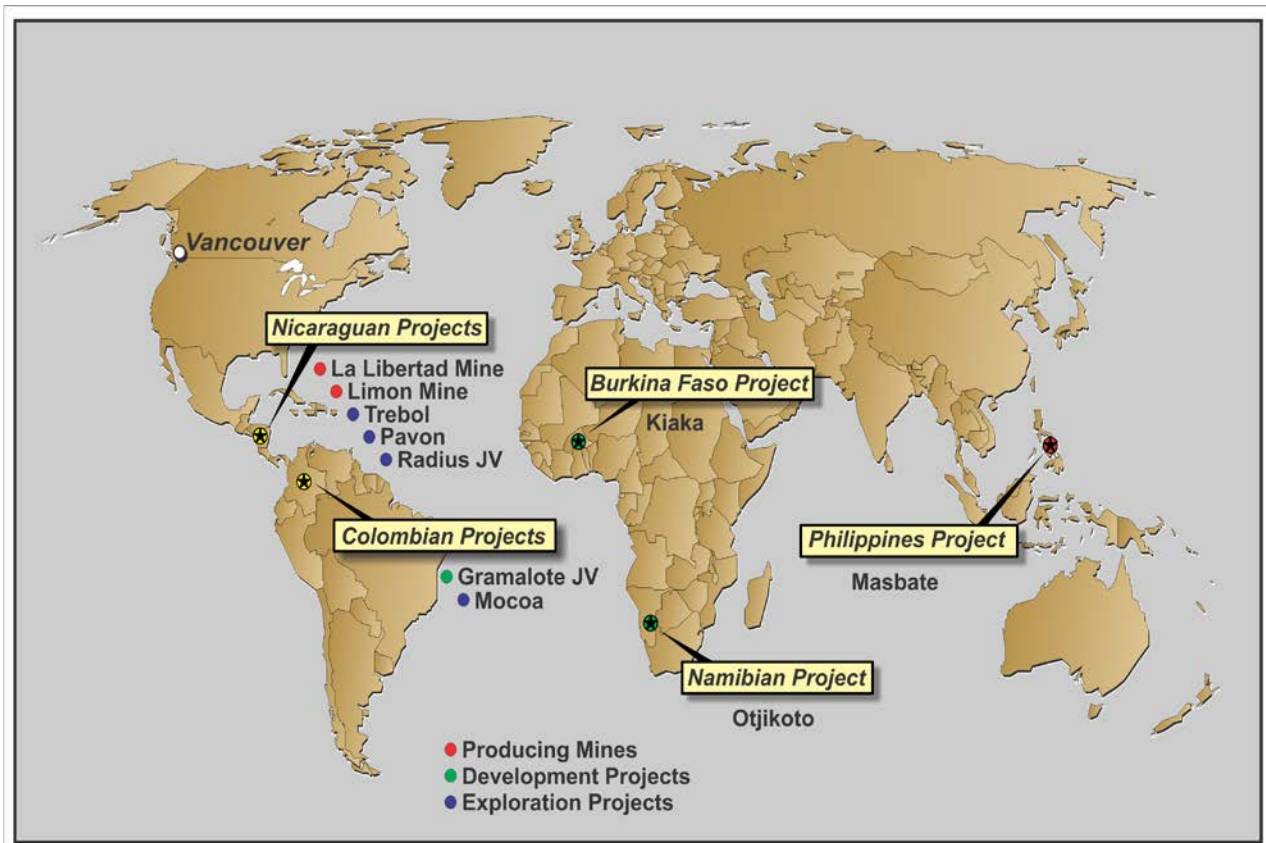 Vancouver
Nicaraguan Projects
La Libertad Mine
Limon Mine
Trebol
Pavon
Radius JV
Burkina Faso Project
Kiaka
Colombian Projects
Gramalote JV
Mocoa
Philippines Project
Masbate
Namibian Project
Otjikoto
Producing Mines
Development Projects
Exploration Projects